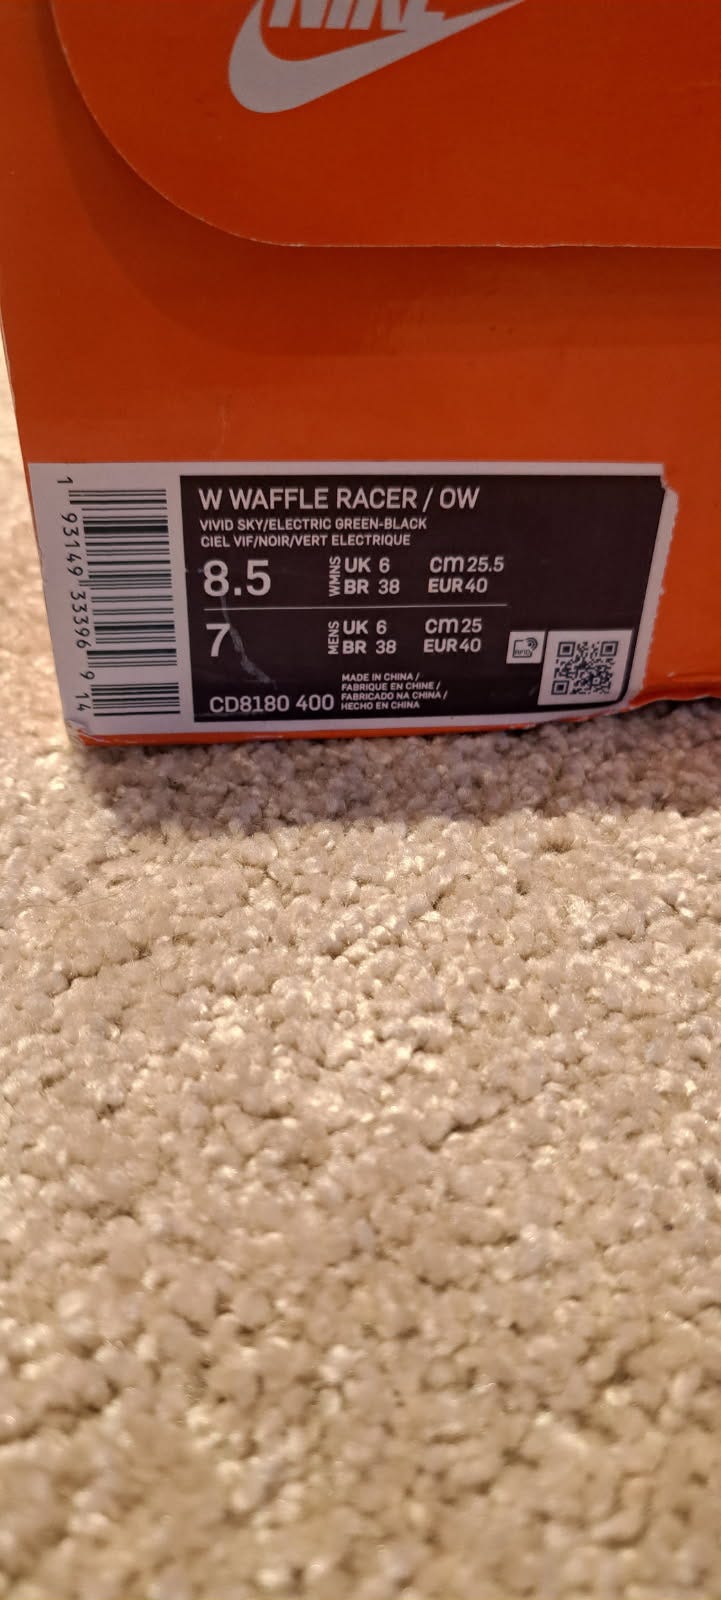 NIKE
W WAFFLE RACER / OW
VIVID SKY/ELECTRIC GREEN-BLACK
CIEL VIF/NOIR/VERT ELECTRIQUE
8.5 WMNS UK 6 cm 25.5
BR 38 EUR 40
7 MENS UK 6 cm 25
BR 38 EUR 40
RFID
CD8180 400
MADE IN CHINA /
FABRIQUE EN CHINE /
FABRICADO NA CHINA /
HECHO EN CHINA
1 93149 33396 9 14